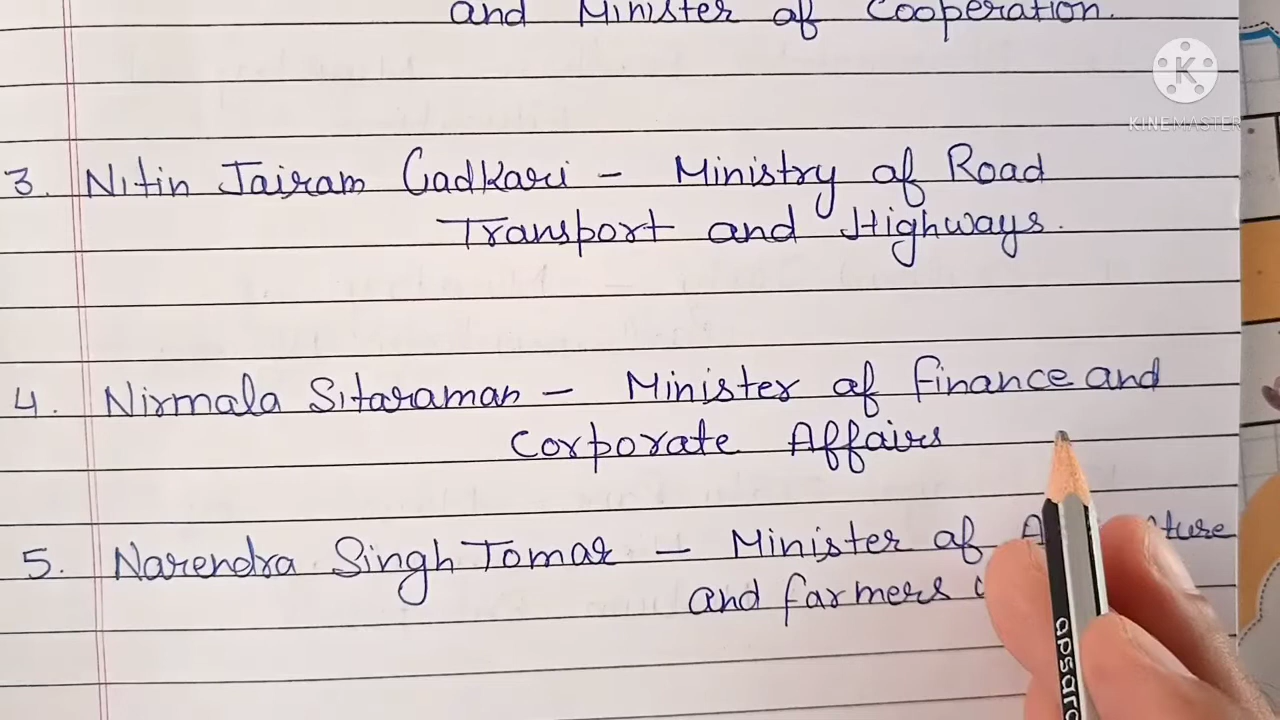 and Minister of Cooperation.
K
KINEMASTER
3. Nitin Jairam Gadkari - Ministry of Road
Transport and Highways.
4. Nirmala Sitaraman - Minister of Finance and
Corporate Affairs
5. Narendra Singh Tomar - Minister of
and farmers
apsara